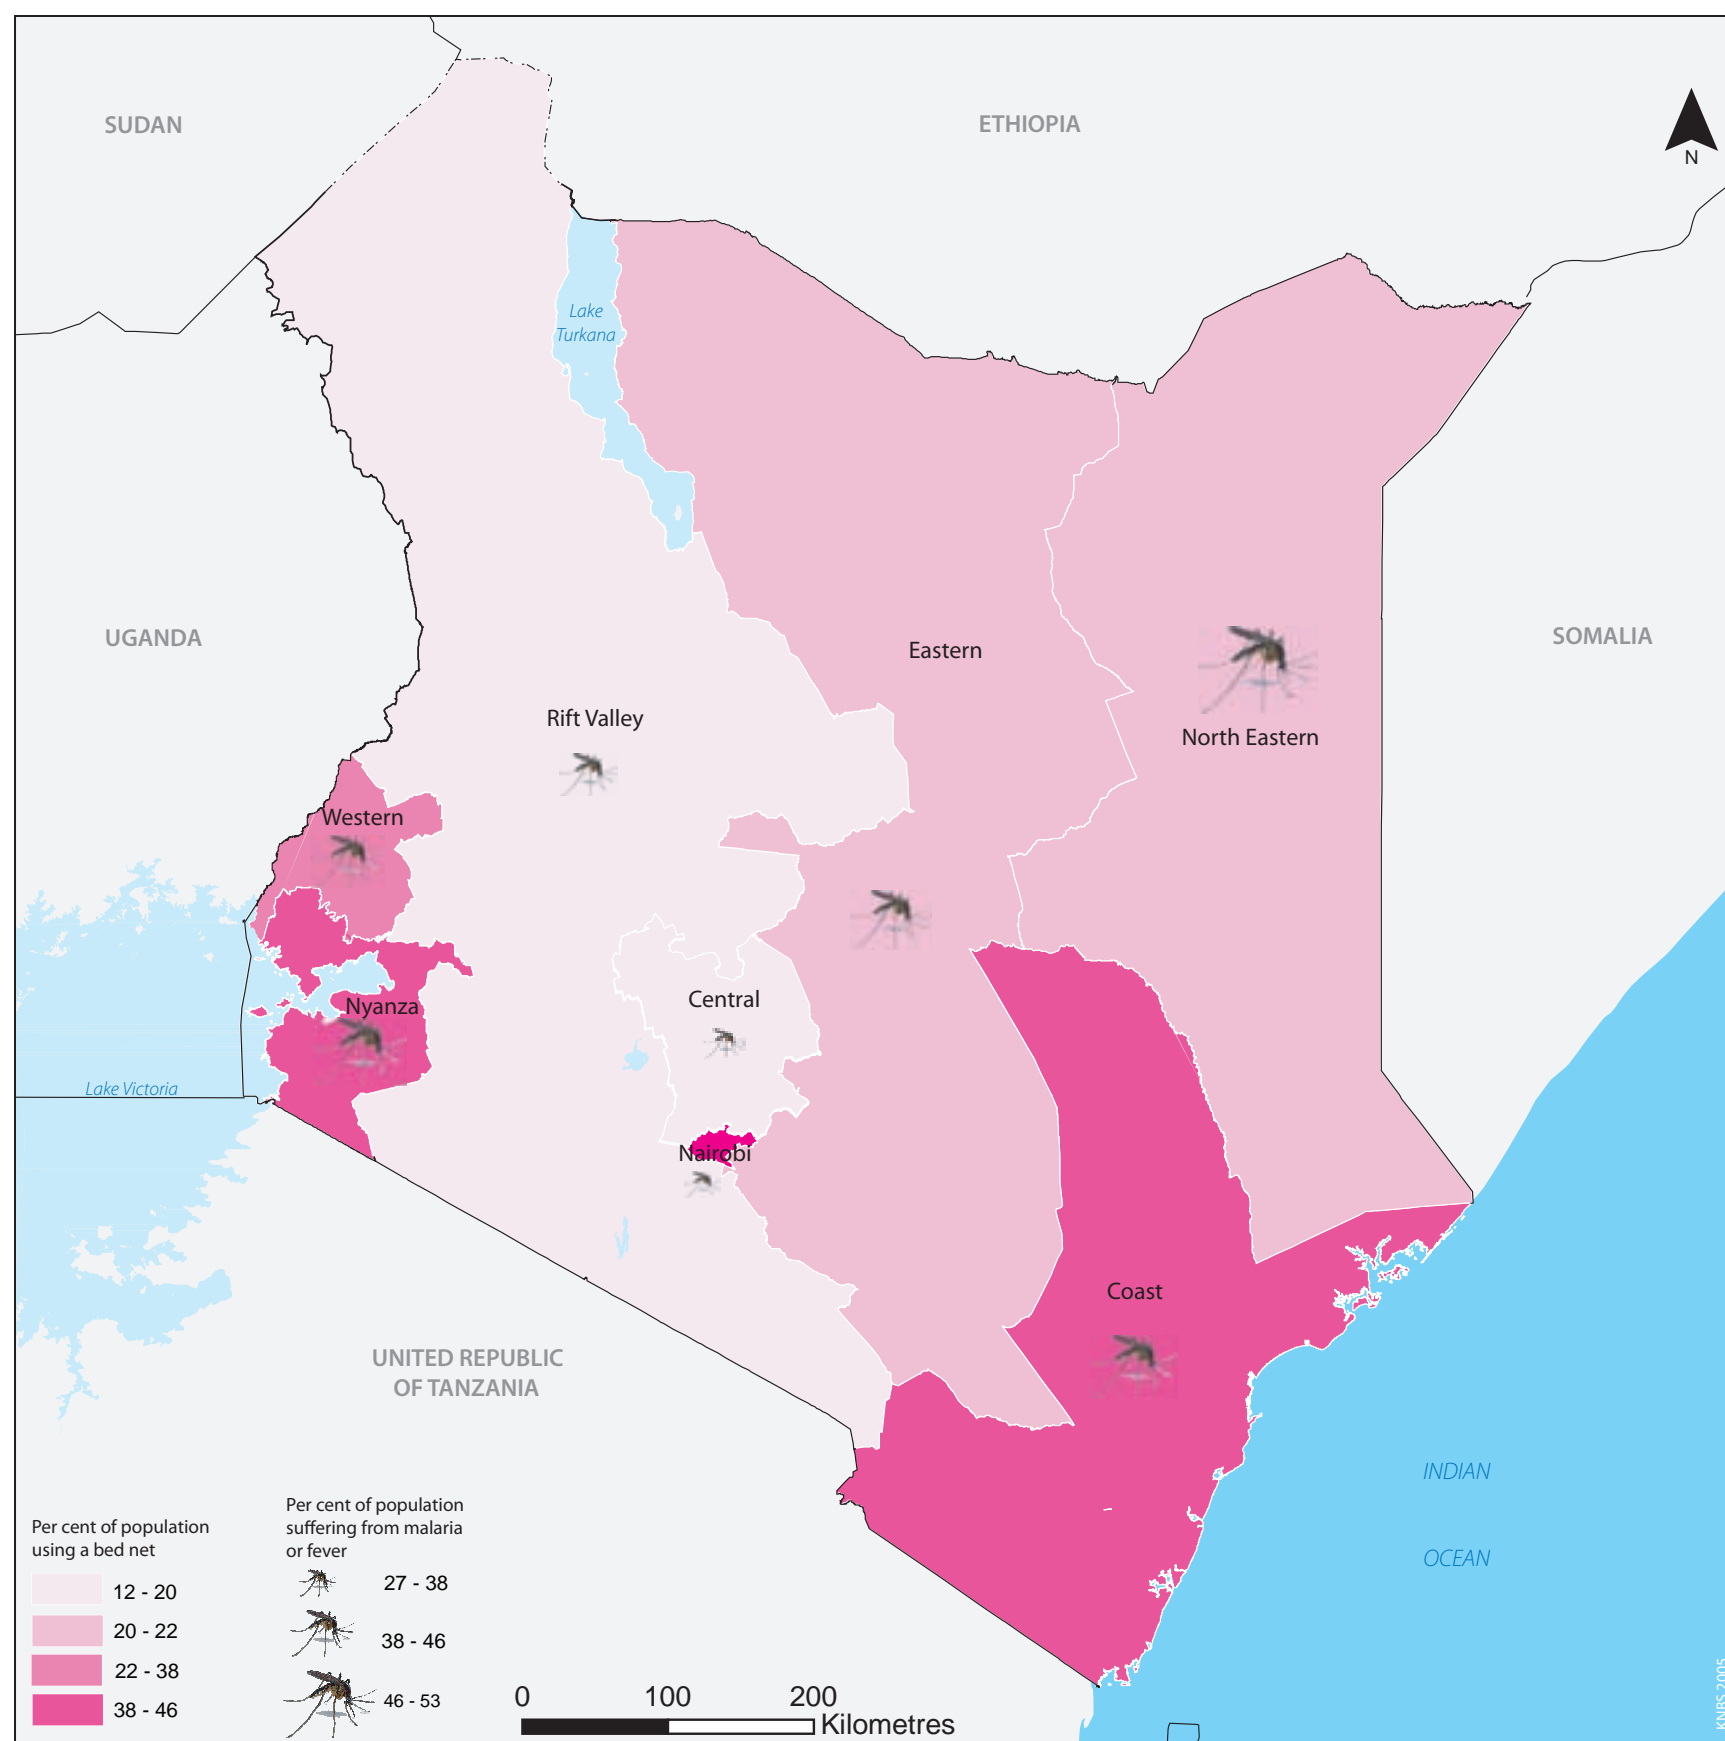 SUDAN
ETHIOPIA
N
Lake
Turkana
UGANDA
SOMALIA
Eastern
Rift Valley
North Eastern
Western
Central
Nyanza
Lake Victoria
Nairobi
Coast
UNITED REPUBLIC
OF TANZANIA
INDIAN
OCEAN
Per cent of population
using a bed net
12 - 20
20 - 22
22 - 38
38 - 46
Per cent of population
suffering from malaria
or fever
27 - 38
38 - 46
46 - 53
0 100 200
Kilometres
KNBS 2005